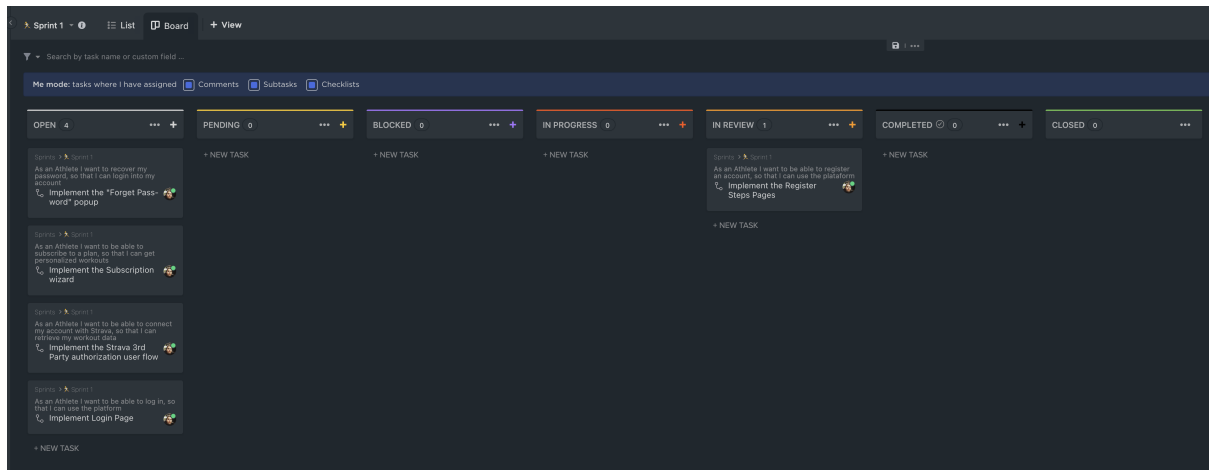 Sprint 1
List
Board
+ View
Search by task name or custom field ...
1
Me mode: tasks where I have assigned
Comments
Subtasks
Checklists
OPEN 4
Sprints > Sprint 1
As an Athlete I want to recover my
password, so that I can login into my
account
Implement the "Forget Pass-
word" popup
Sprints > Sprint 1
As an Athlete I want to be able to
subscribe to a plan, so that I can get
personalized workouts
Implement the Subscription
wizard
Sprints > Sprint 1
As an Athlete I want to be able to connect
my account with Strava, so that I can
retrieve my workout data
Implement the Strava 3rd
Party authorization user flow
Sprints > Sprint 1
As an Athlete I want to be able to log in, so
that I can use the platform
Implement Login Page
+ NEW TASK
PENDING 0
+ NEW TASK
BLOCKED 0
+ NEW TASK
IN PROGRESS 0
+ NEW TASK
IN REVIEW 1
Sprints > Sprint 1
As an Athlete I want to be able to register
an account, so that I can use the plataform
Implement the Register
Steps Pages
+ NEW TASK
COMPLETED 0
+ NEW TASK
CLOSED 0